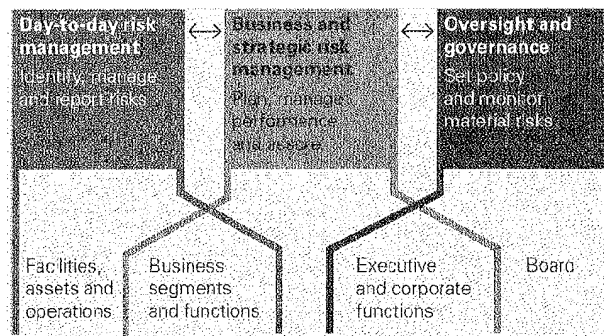 Day-to-day risk
management
Identify, manage
and report risks
Business and
strategic risk
management
Plan, manage
performance
and assure
Oversight and
governance
Set policy
and monitor
material risks
Facilities,
assets and
operations
Business
segments
and functions
Executive
and corporate
functions
Board